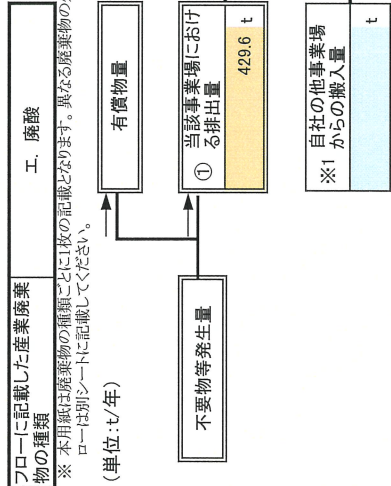 フローに記載した産業廃棄
物の種類
エ. 廃酸
※ 本用紙は廃棄物の種類ごとに1枚の記載となります。異なる廃棄物の
ローは別シートに記載してください。
(単位:t/年)
有償物量
不要物等発生量
① 当該事業場におけ
る排出量
429.6 t
自社の他事業場
※1 からの搬入量
t